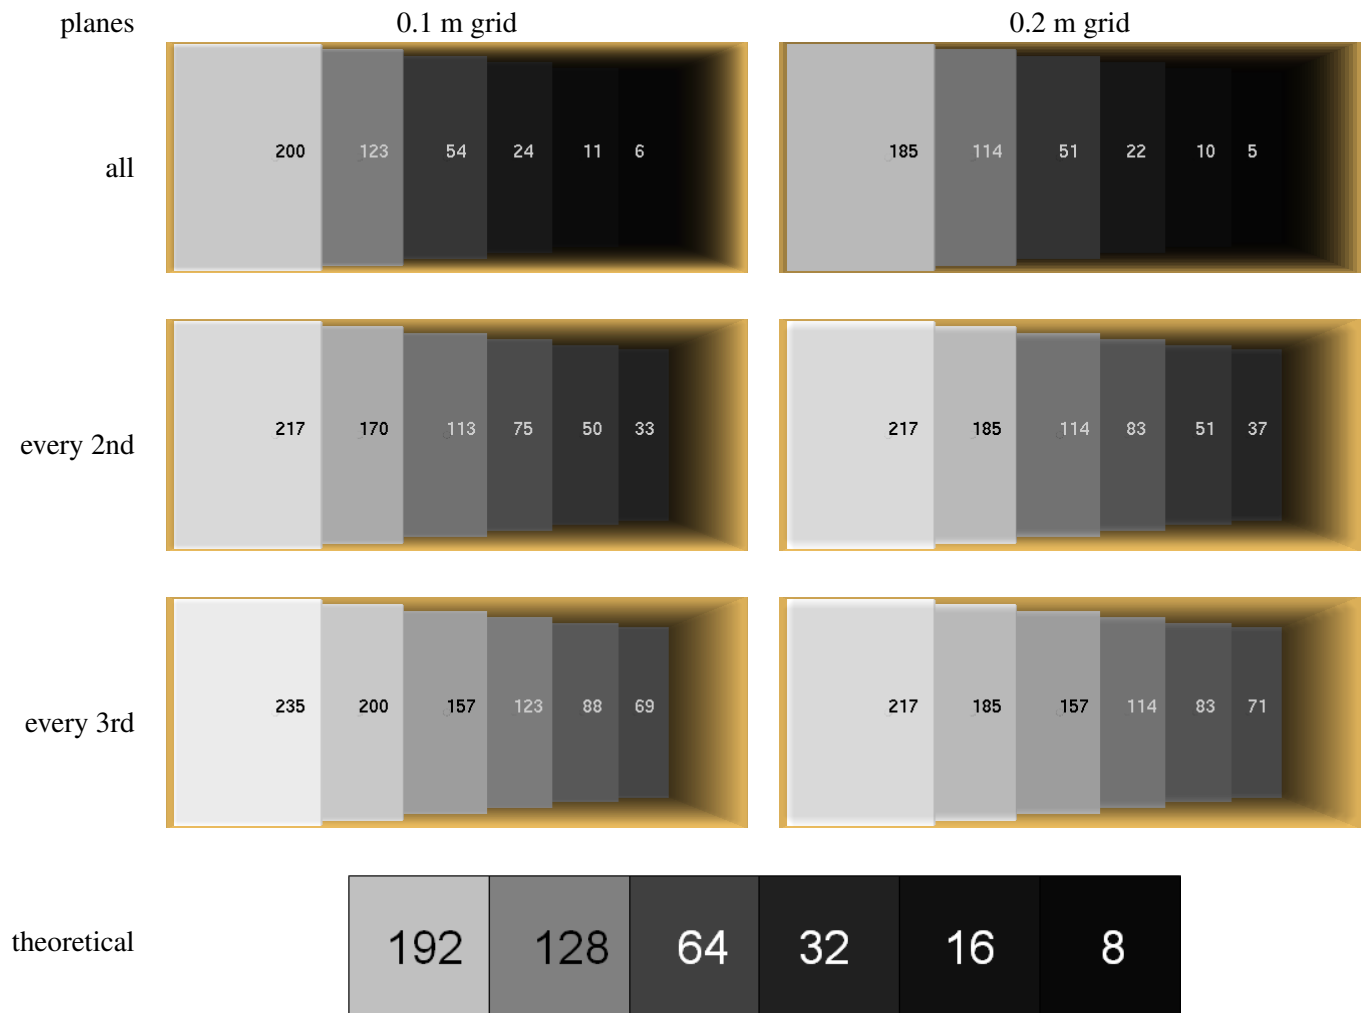 planes 0.1 m grid 0.2 m grid
all 200 123 54 24 11 6 185 114 51 22 10 5
every 2nd 217 170 113 75 50 33 217 185 114 83 51 37
every 3rd 235 200 157 123 88 69 217 185 157 114 83 71
theoretical 192 128 64 32 16 8